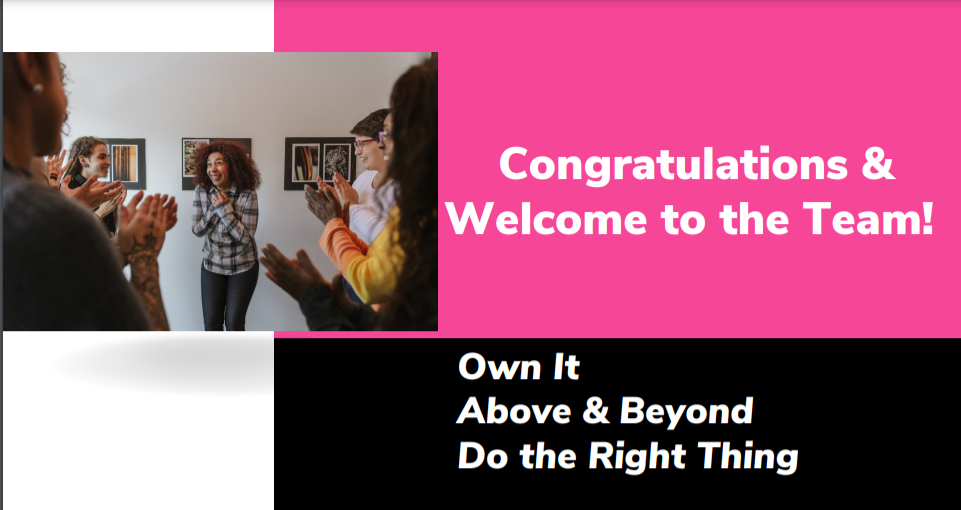 Congratulations &
Welcome to the Team!
Own It
Above & Beyond
Do the Right Thing